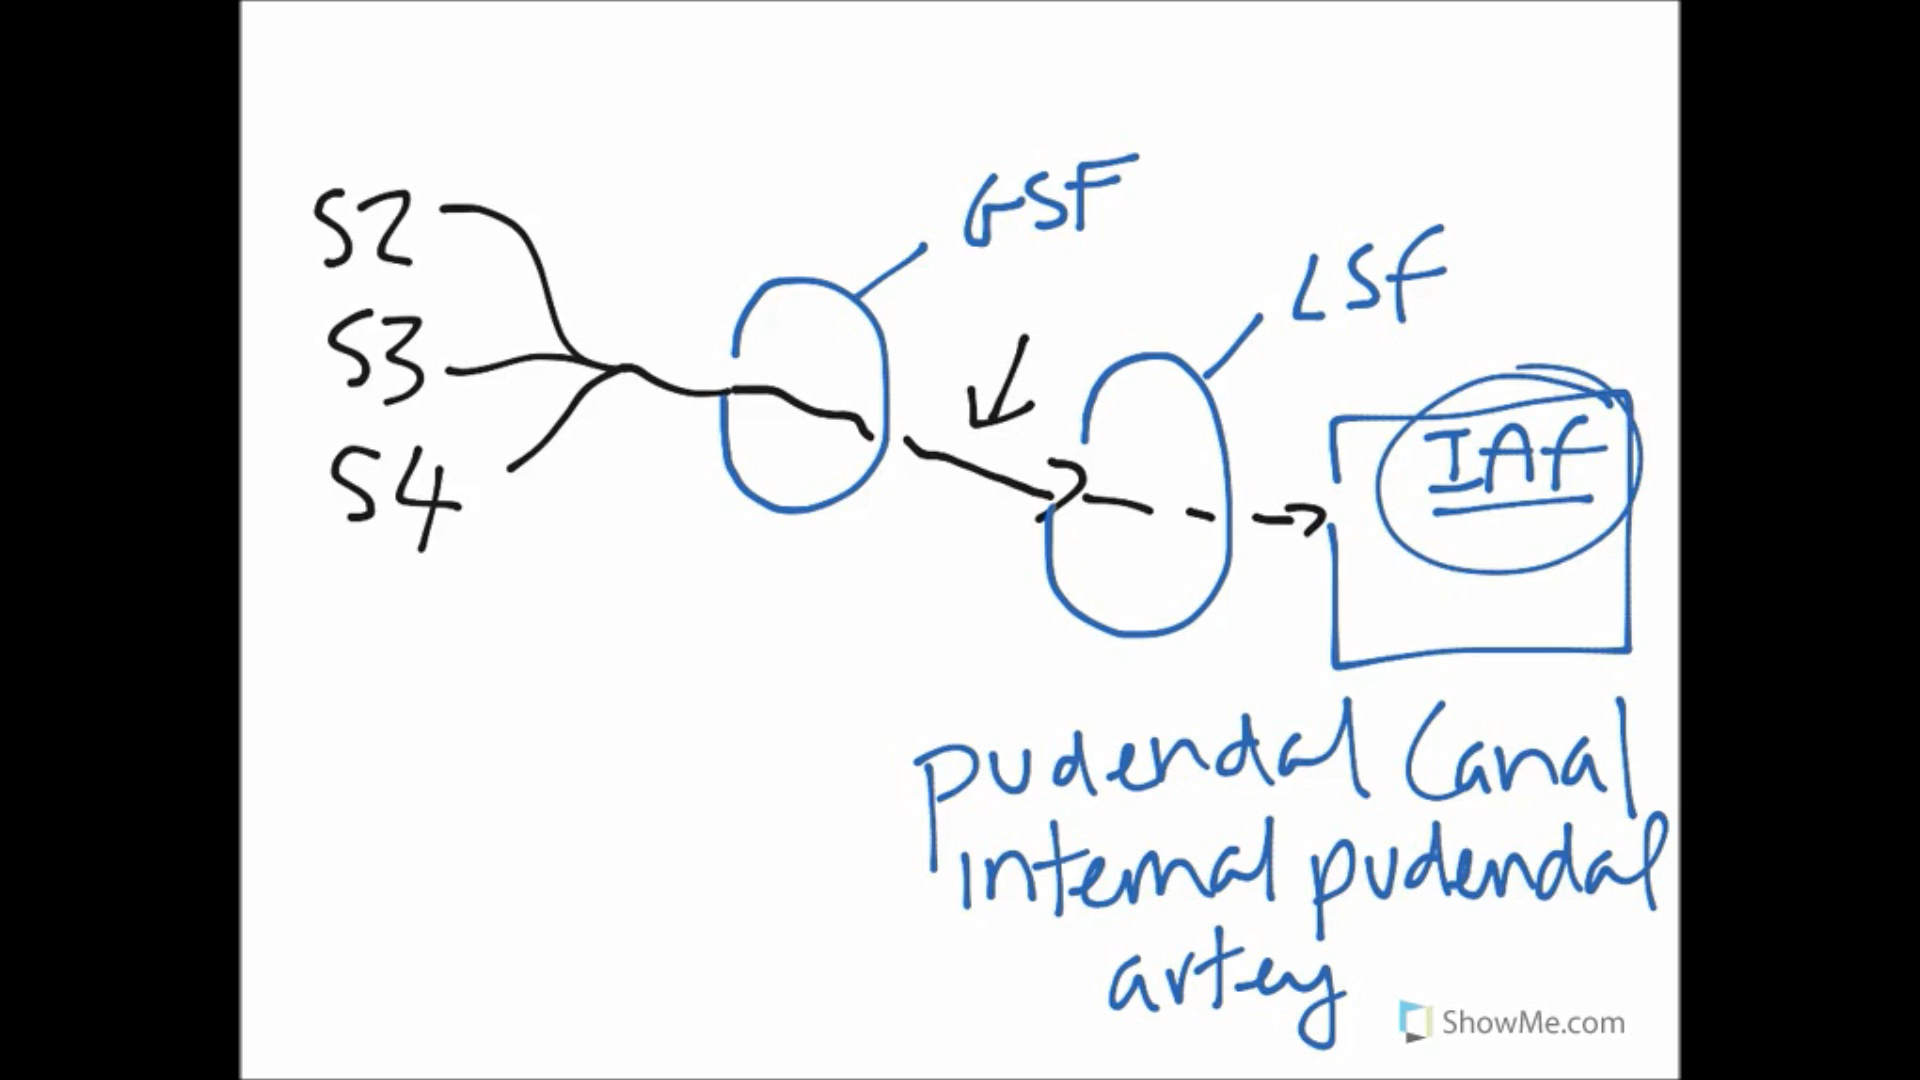 GSF
S2
LSF
S3
IAF
S4
pudendal Canal
internal pudendal
artery
ShowMe.com